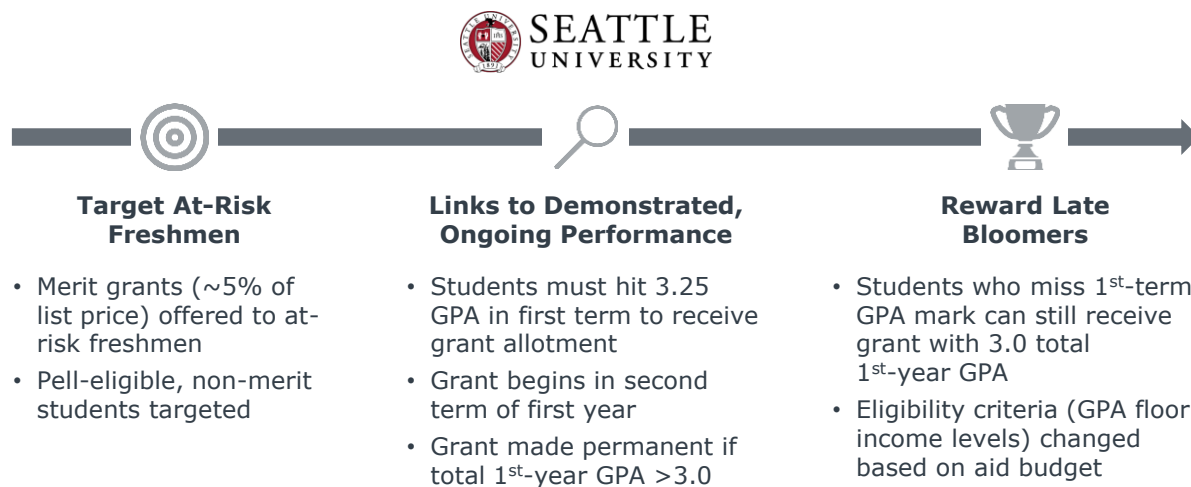 SEATTLE
UNIVERSITY
Target At-Risk
Freshmen
• Merit grants (~5% of
list price) offered to at-
risk freshmen
• Pell-eligible, non-merit
students targeted
Links to Demonstrated,
Ongoing Performance
• Students must hit 3.25
GPA in first term to receive
grant allotment
• Grant begins in second
term of first year
• Grant made permanent if
total 1st-year GPA >3.0
Reward Late
Bloomers
• Students who miss 1st-term
GPA mark can still receive
grant with 3.0 total
1st-year GPA
• Eligibility criteria (GPA floor
income levels) changed
based on aid budget